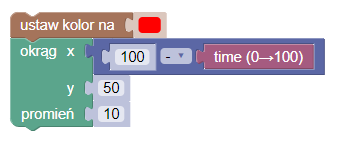 ustaw kolor na
okrąg x 100 - time (0→100)
y 50
promień 10